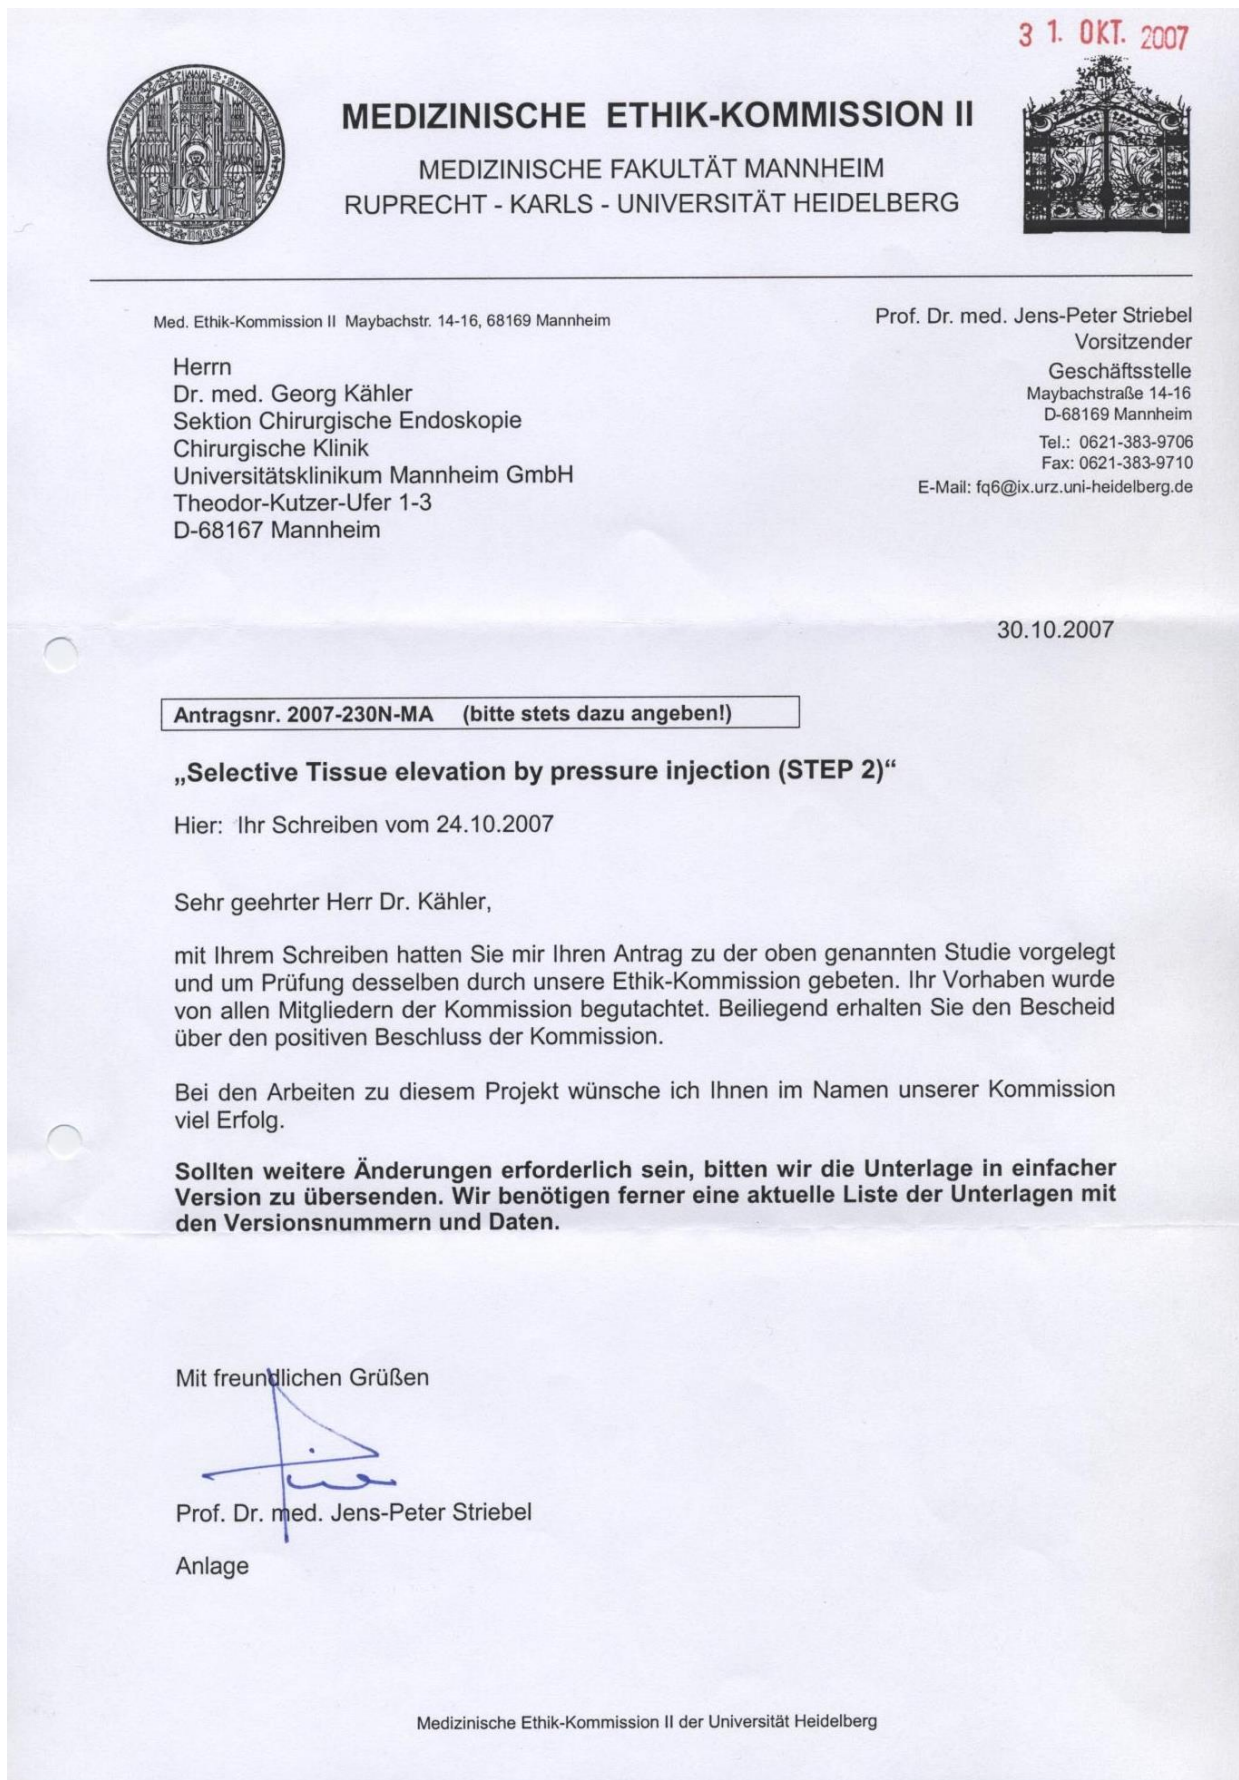 31. OKT. 2007
MEDIZINISCHE ETHIK-KOMMISSION II
MEDIZINISCHE FAKULTÄT MANNHEIM
RUPRECHT - KARLS - UNIVERSITÄT HEIDELBERG
Med. Ethik-Kommission II Maybachstr. 14-16, 68169 Mannheim
Herrn
Dr. med. Georg Kähler
Sektion Chirurgische Endoskopie
Chirurgische Klinik
Universitätsklinikum Mannheim GmbH
Theodor-Kutzer-Ufer 1-3
D-68167 Mannheim
Prof. Dr. med. Jens-Peter Striebel
Vorsitzender
Geschäftsstelle
Maybachstraße 14-16
D-68169 Mannheim
Tel.: 0621-383-9706
Fax: 0621-383-9710
E-Mail: fq6@ix.urz.uni-heidelberg.de
30.10.2007
Antragsnr. 2007-230N-MA (bitte stets dazu angeben!)
„Selective Tissue elevation by pressure injection (STEP 2)“
Hier: Ihr Schreiben vom 24.10.2007
Sehr geehrter Herr Dr. Kähler,
mit Ihrem Schreiben hatten Sie mir Ihren Antrag zu der oben genannten Studie vorgelegt
und um Prüfung desselben durch unsere Ethik-Kommission gebeten. Ihr Vorhaben wurde
von allen Mitgliedern der Kommission begutachtet. Beiliegend erhalten Sie den Bescheid
über den positiven Beschluss der Kommission.
Bei den Arbeiten zu diesem Projekt wünsche ich Ihnen im Namen unserer Kommission
viel Erfolg.
Sollten weitere Änderungen erforderlich sein, bitten wir die Unterlage in einfacher
Version zu übersenden. Wir benötigen ferner eine aktuelle Liste der Unterlagen mit
den Versionsnummern und Daten.
Mit freundlichen Grüßen
Prof. Dr. med. Jens-Peter Striebel
Anlage
Medizinische Ethik-Kommission II der Universität Heidelberg